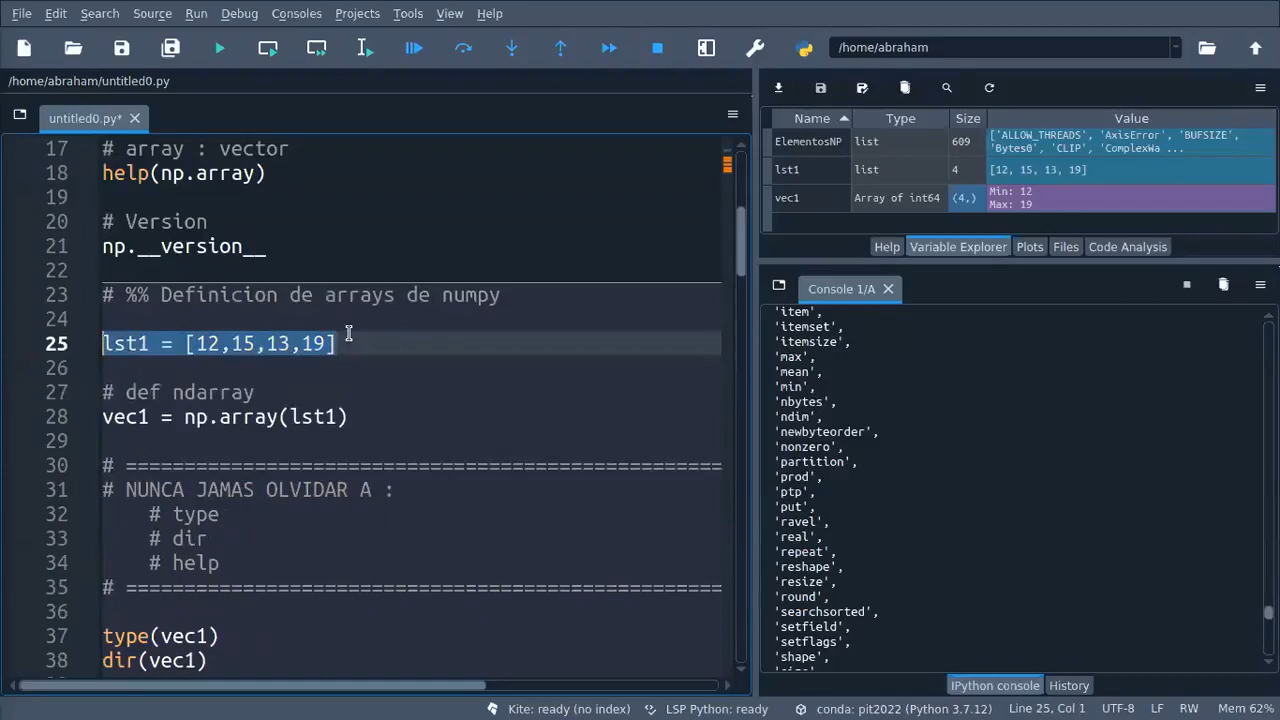 File Edit Search Source Run Debug Consoles Projects Tools View Help
/home/abraham
/home/abraham/untitled0.py
untitled0.py*
17 # array : vector
18 help(np.array)
19
20 # Version
21 np.__version__
22
23 # %% Definicion de arrays de numpy
24
25 lst1 = [12,15,13,19]
26
27 # def ndarray
28 vec1 = np.array(lst1)
29
30 # ===================================================
31 # NUNCA JAMAS OLVIDAR A :
32 # type
33 # dir
34 # help
35 # ===================================================
36
37 type(vec1)
38 dir(vec1)
Name Type Size Value
ElementosNP list 609 ['ALLOW_THREADS', 'AxisError', 'BUFSIZE',
'Bytes0', 'CLIP', 'ComplexWa ...
lst1 list 4 [12, 15, 13, 19]
vec1 Array of int64 (4,) Min: 12
Max: 19
Help Variable Explorer Plots Files Code Analysis
Console 1/A
'item',
'itemset',
'itemsize',
'max',
'mean',
'min',
'nbytes',
'ndim',
'newbyteorder',
'nonzero',
'partition',
'prod',
'ptp',
'put',
'ravel',
'real',
'repeat',
'reshape',
'resize',
'round',
'searchsorted',
'setfield',
'setflags',
'shape',
IPython console History
Kite: ready (no index) LSP Python: ready conda: pit2022 (Python 3.7.12) Line 25, Col 1 UTF-8 LF RW Mem 62%